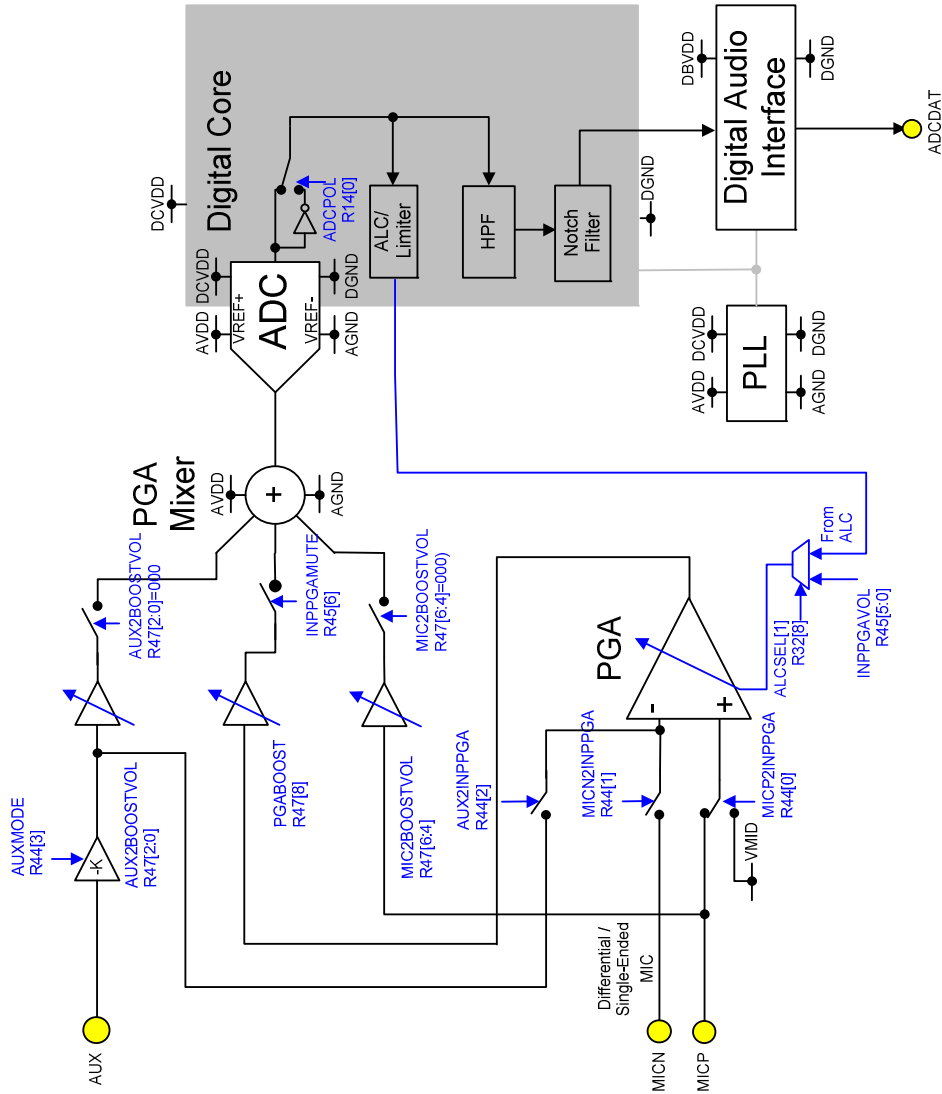 AUX
AUXMODE
R44[3]
-K
AUX2BOOSTVOL
R47[2:0]
AUX2BOOSTVOL
R47[2:0]=000
PGABOOST
R47[8]
INPPGAMUTE
R45[6]
MIC2BOOSTVOL
R47[6:4]
MIC2BOOSTVOL
R47[6:4]=000)
PGA
Mixer
AVDD
+
AGND
AVDD
DCVDD
VREF+
ADC
VREF-
AGND
DGND
DCVDD
Digital Core
ADCPOL
R14[0]
ALC/
Limiter
HPF
Notch
Filter
DGND
DBVDD
Digital Audio
Interface
DGND
ADCDAT
AVDD
DCVDD
PLL
AGND
DGND
AUX2INPPGA
R44[2]
MICN2INPPGA
R44[1]
MICP2INPPGA
R44[0]
VMID
PGA
-
+
ALCSEL[1]
R32[8]
From
ALC
INPPGAVOL
R45[5:0]
Differential /
Single-Ended
MIC
MICN
MICP